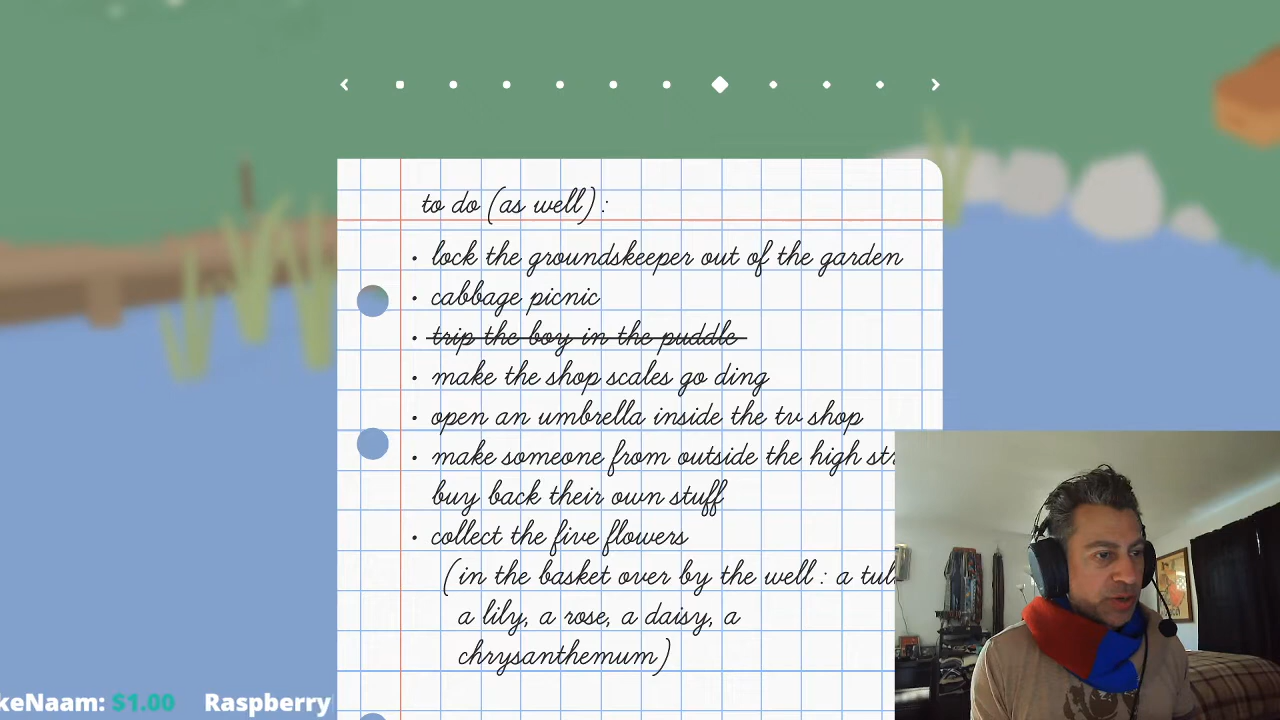 to do (as well) :
• lock the groundskeeper out of the garden
• cabbage picnic
• trip the boy in the puddle
• make the shop scales go ding
• open an umbrella inside the tv shop
• make someone from outside the high
buy back their own stuff
• collect the five flowers
(in the basket over by the well : a
a lily, a rose, a daisy, a
chrysanthemum)
keNaam: $1.00 Raspberry